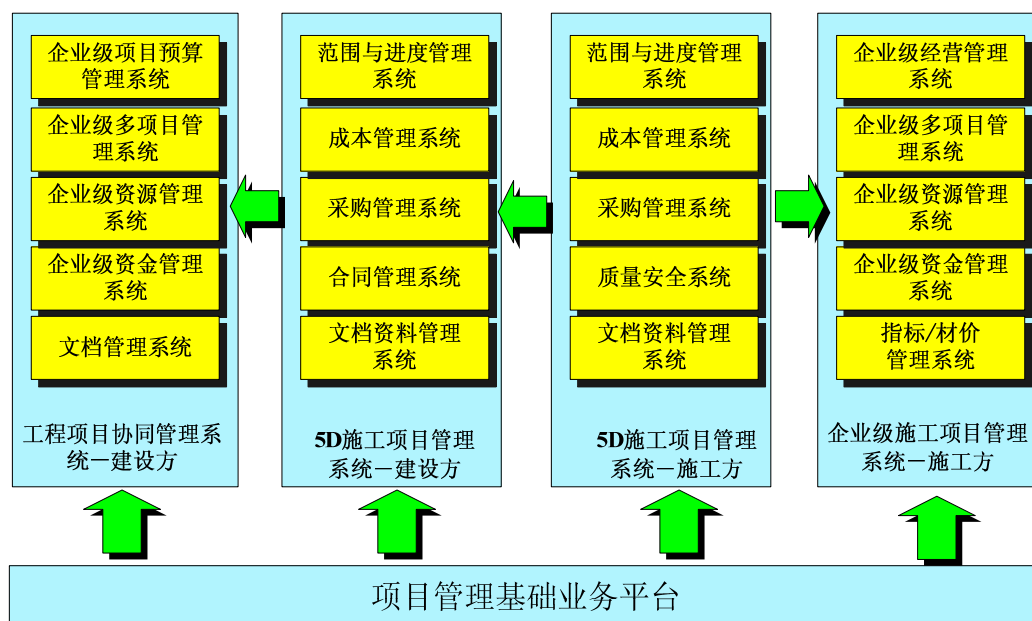 企业级项目预算
管理系统
企业级多项目管
理系统
企业级资源管理
系统
企业级资金管理
系统
文档管理系统
工程项目协同管理系
统－建设方
范围与进度管理
系统
成本管理系统
采购管理系统
合同管理系统
文档资料管理
系统
5D施工项目管理
系统－建设方
范围与进度管理
系统
成本管理系统
采购管理系统
质量安全系统
文档资料管理
系统
5D施工项目管理
系统－施工方
企业级经营管理
系统
企业级多项目管
理系统
企业级资源管理
系统
企业级资金管理
系统
指标/材价
管理系统
企业级施工项目管理
系统－施工方
项目管理基础业务平台